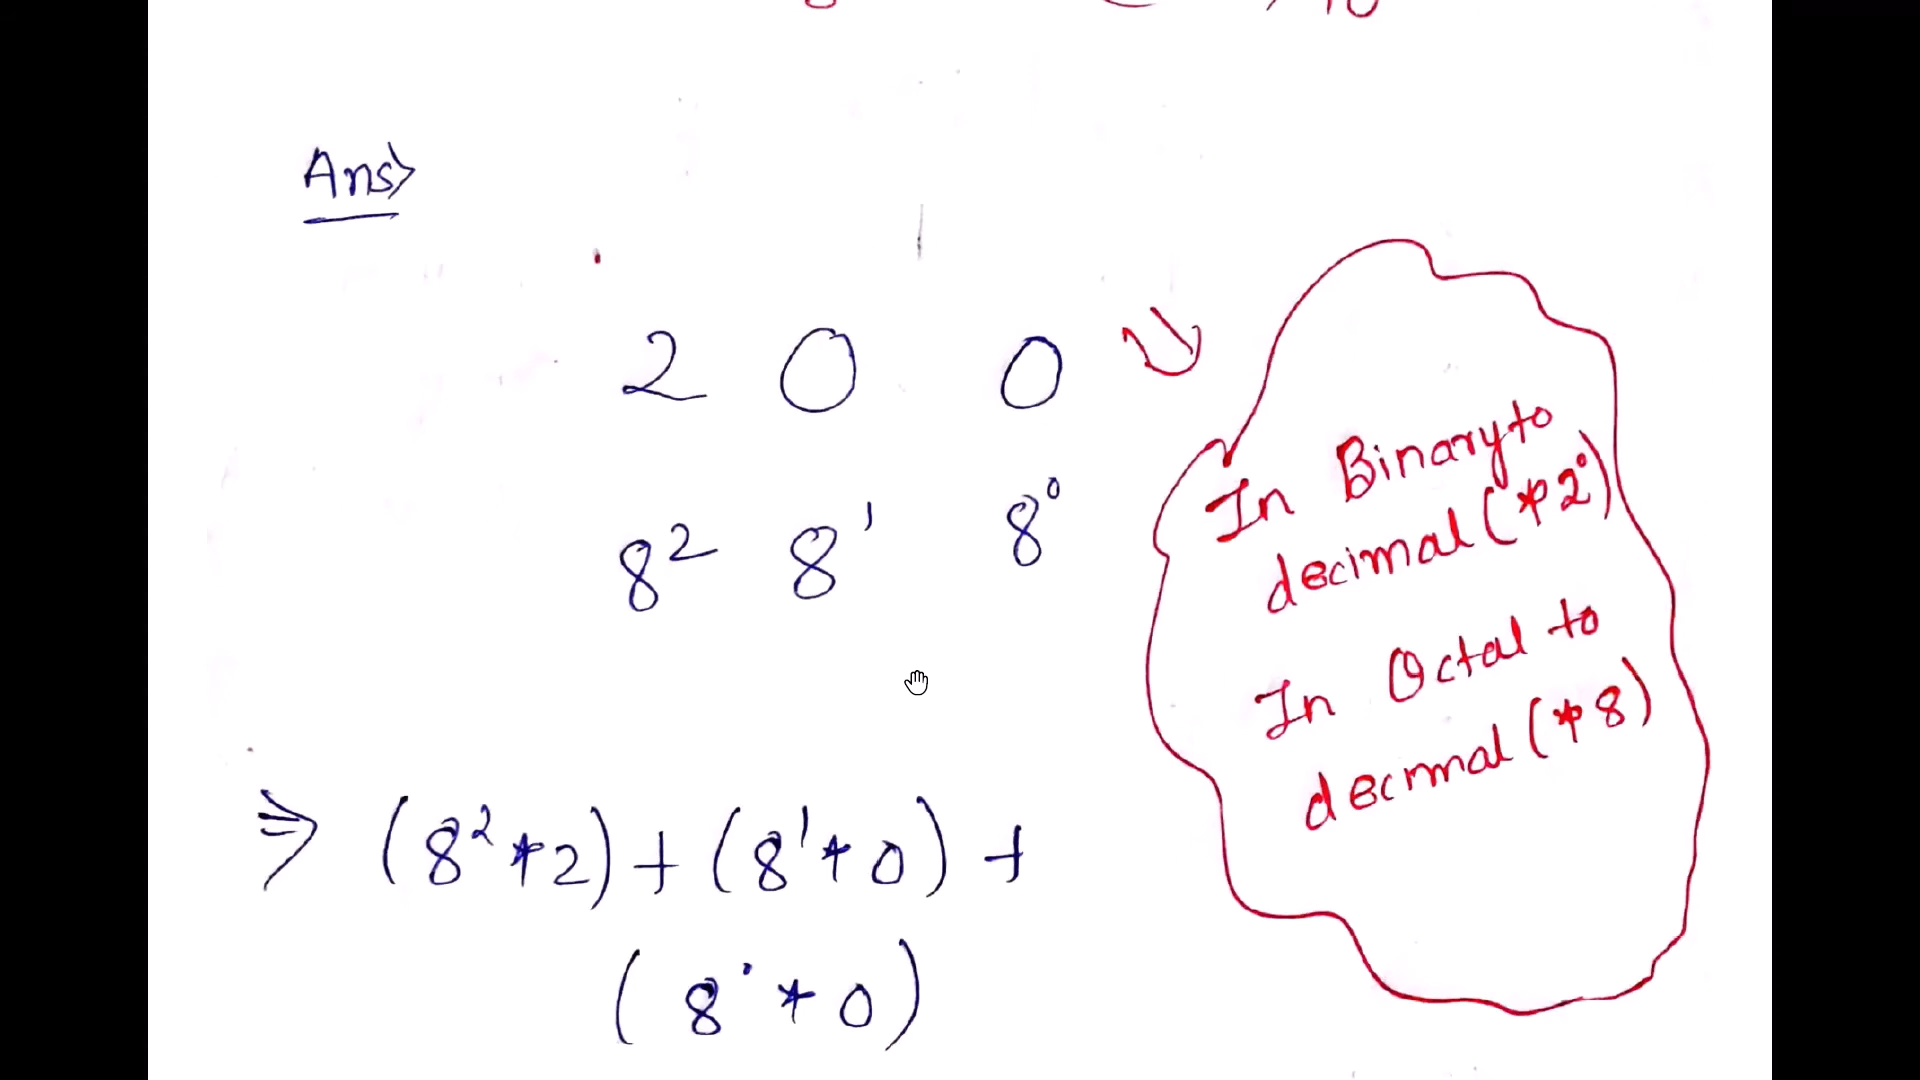 Ans>
2 0 0
8² 8¹ 8⁰
⇒ (8²*2)+(8¹*0)+
(8⁰*0)
In Binary to
decimal(*2⁰)
In Octal to
decimal(*8)